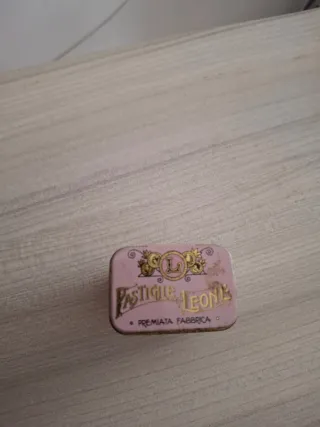 L
PASTIGLIE LEONE
PREMIATA FABBRICA